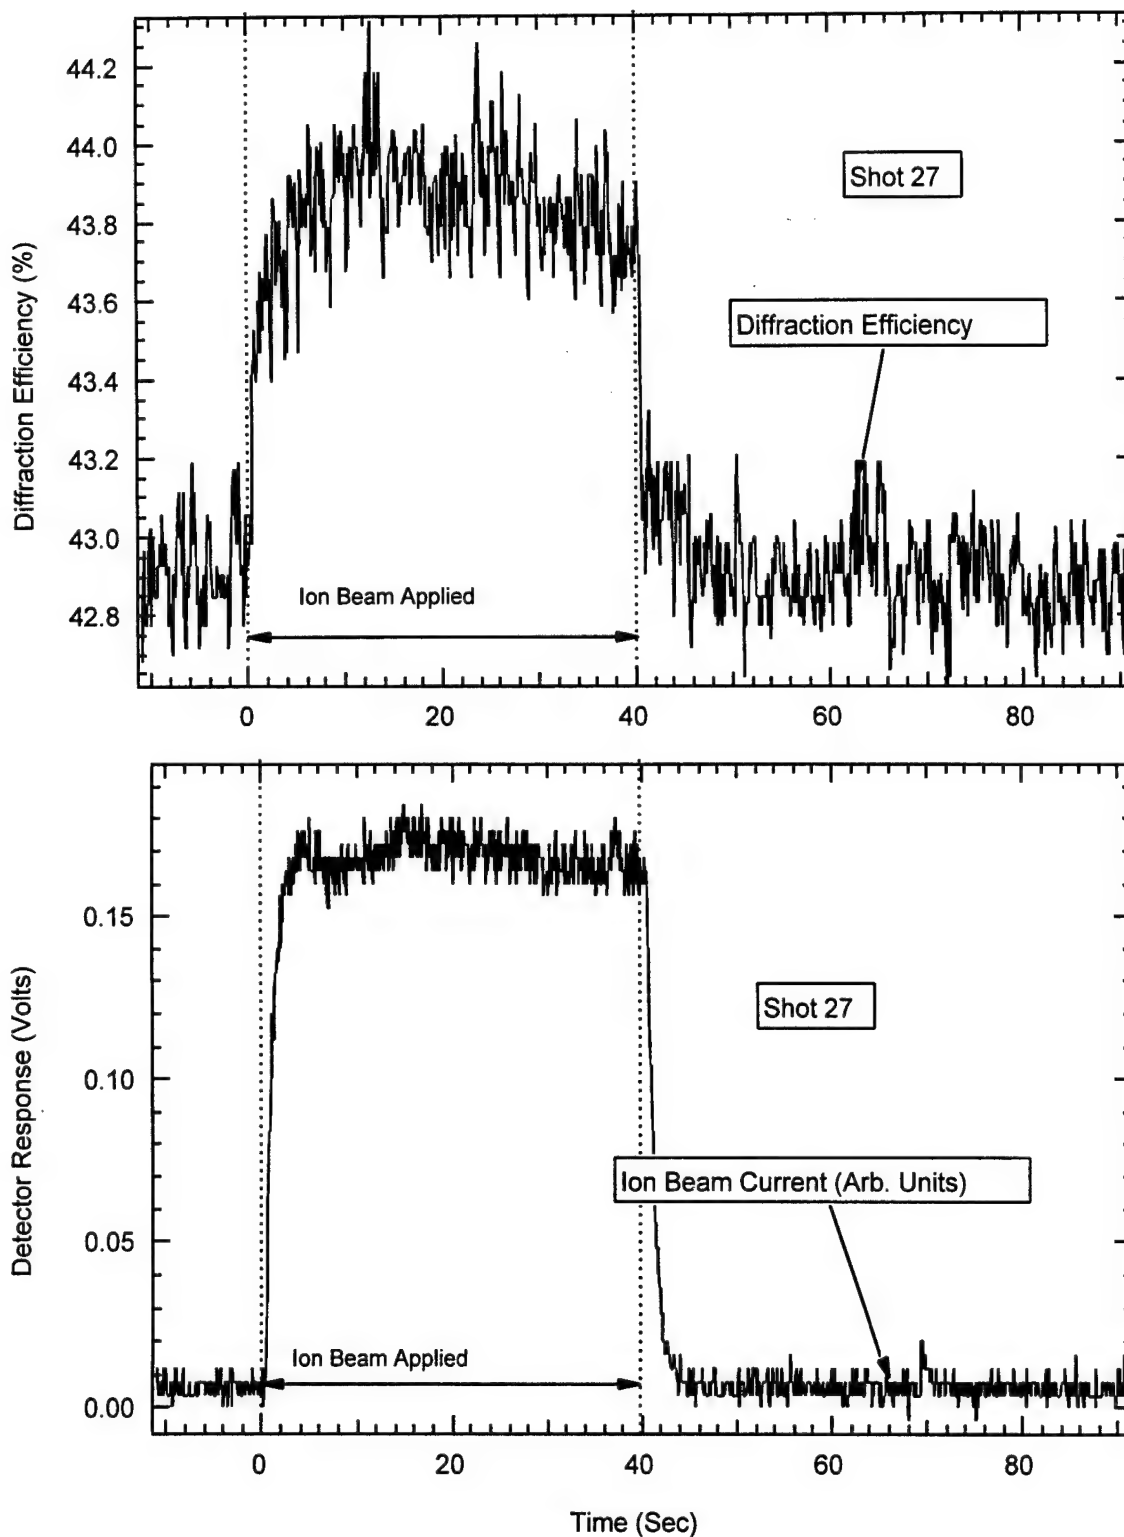 44.2
44.0
43.8
43.6
43.4
43.2
43.0
42.8
Diffraction Efficiency (%)
Shot 27
Diffraction Efficiency
Ion Beam Applied
0 20 40 60 80
0.15
0.10
0.05
0.00
Detector Response (Volts)
Shot 27
Ion Beam Current (Arb. Units)
Ion Beam Applied
0 20 40 60 80
Time (Sec)